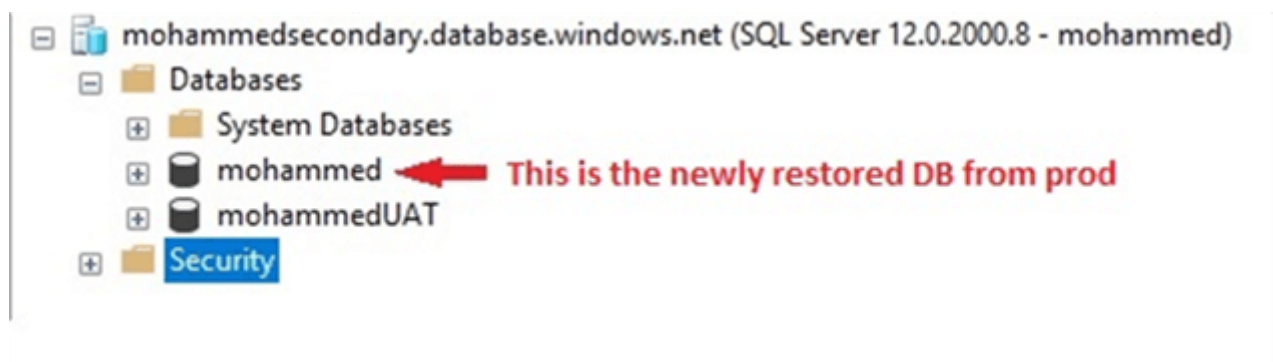 mohammedsecondary.database.windows.net (SQL Server 12.0.2000.8 - mohammed)
Databases
System Databases
mohammed This is the newly restored DB from prod
mohammedUAT
Security